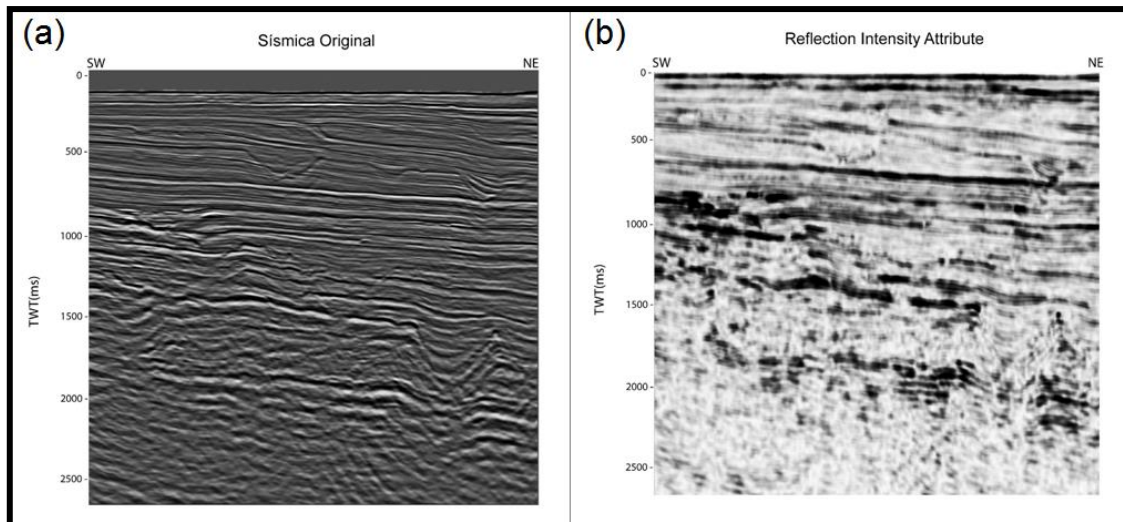 (a)
Sísmica Original
SW NE
0 -
500 -
1000 -
TWT(ms)
1500 -
2000 -
2500 -
(b)
Reflection Intensity Attribute
SW NE
0 -
500 -
1000 -
TWT(ms)
1500 -
2000 -
2500 -